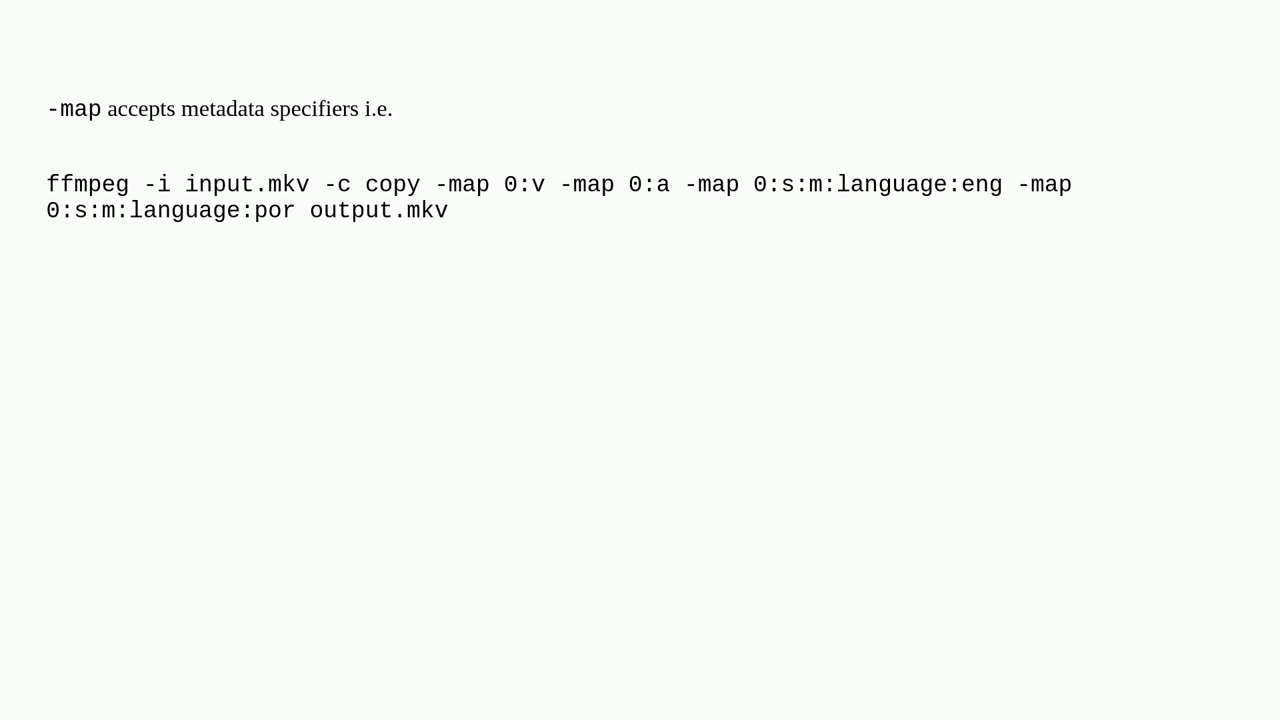 -map accepts metadata specifiers i.e.
ffmpeg -i input.mkv -c copy -map 0:v -map 0:a -map 0:s:m:language:eng -map
0:s:m:language:por output.mkv